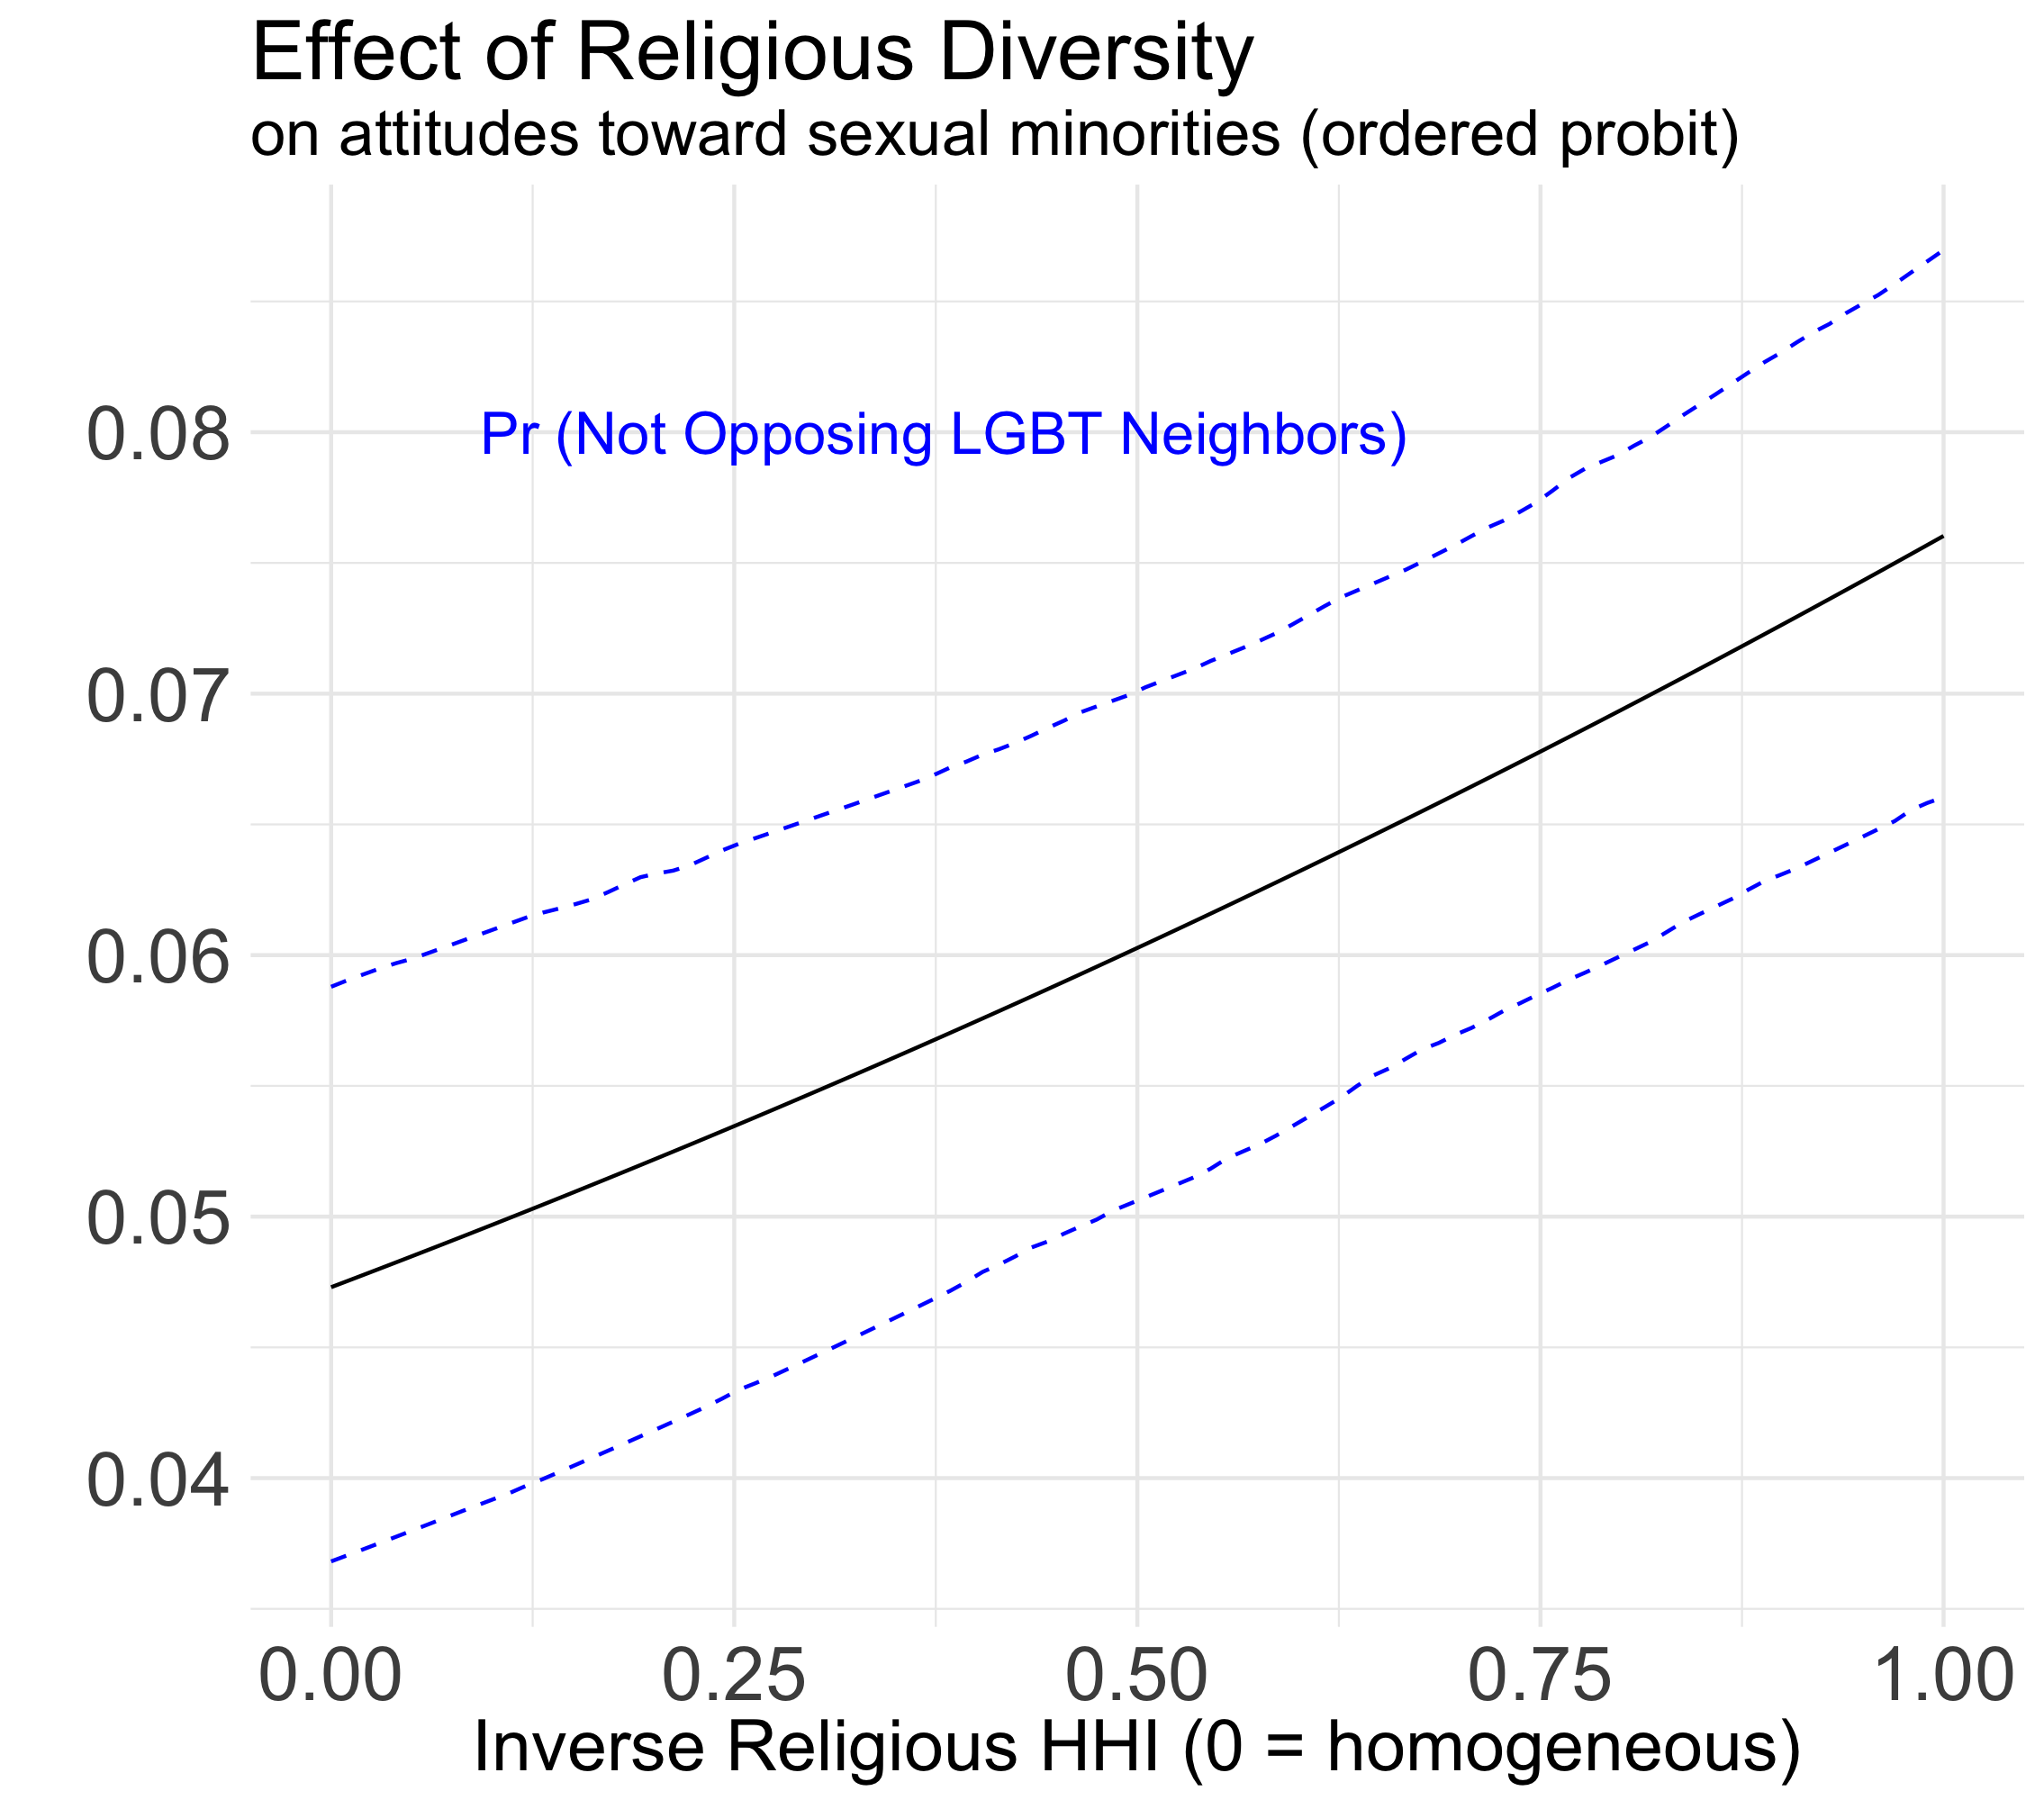 Effect of Religious Diversity
on attitudes toward sexual minorities (ordered probit)
Pr (Not Opposing LGBT Neighbors)
0.08
0.07
0.06
0.05
0.04
0.00 0.25 0.50 0.75 1.00
Inverse Religious HHI (0 = homogeneous)